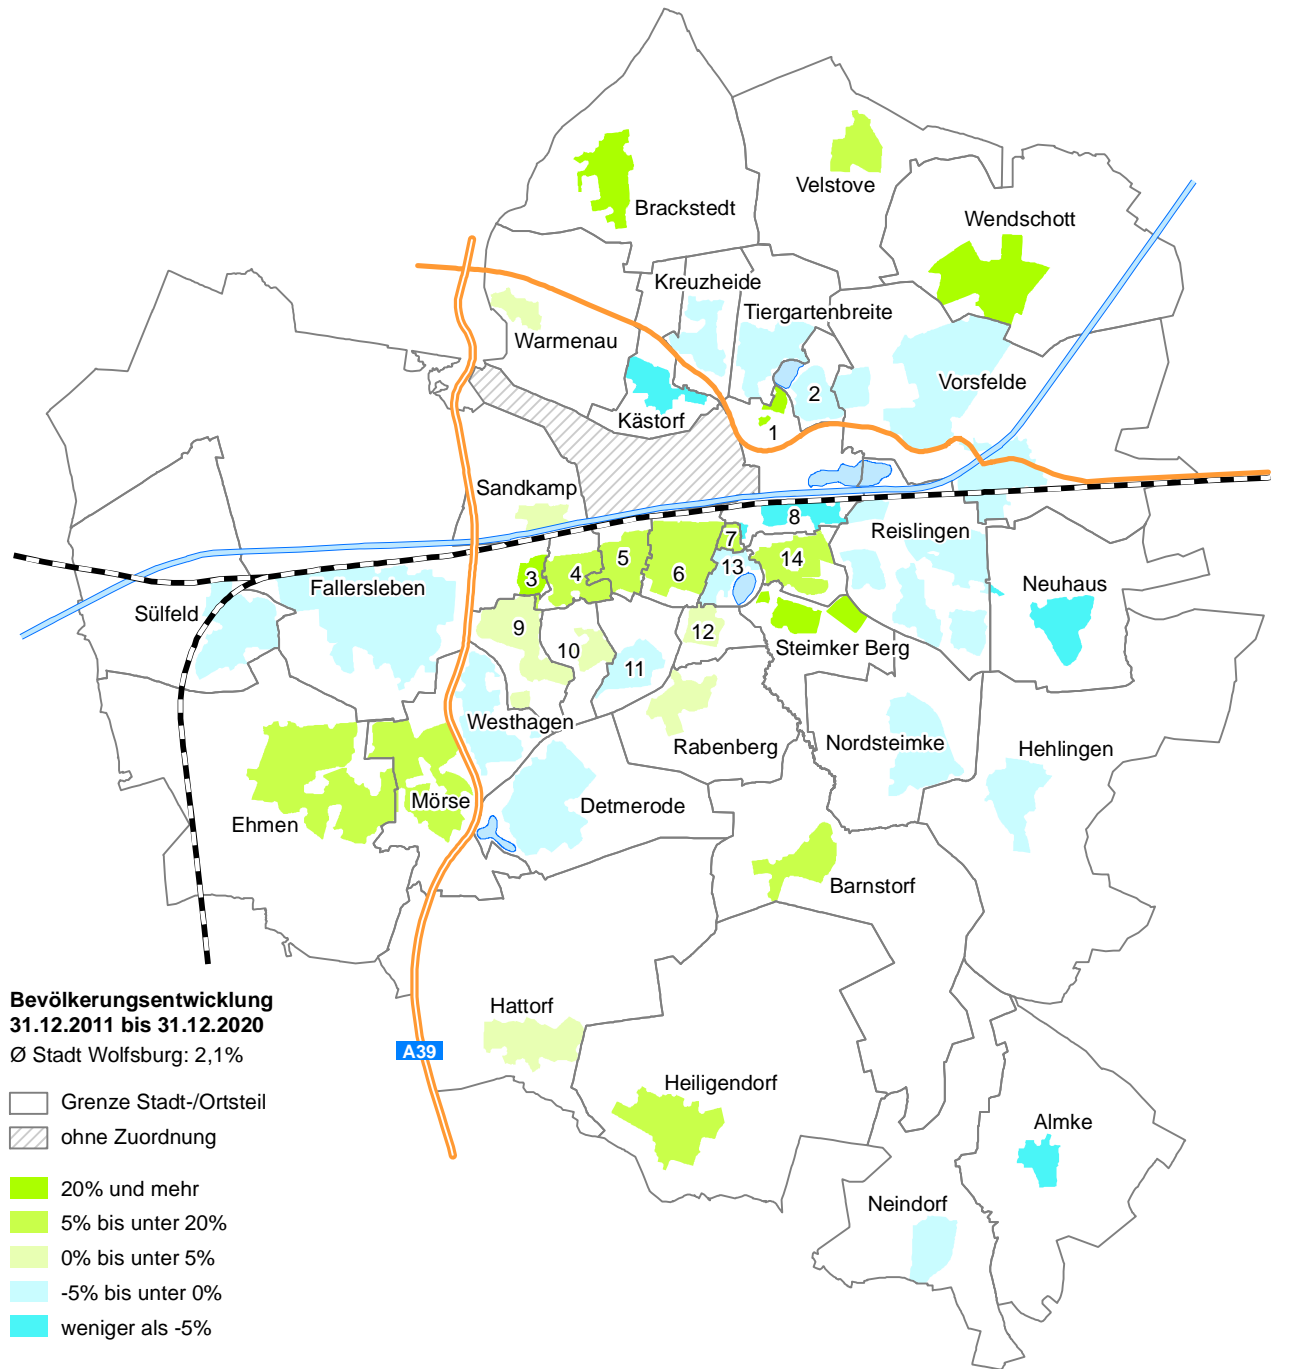 Brackstedt
Velstove
Wendschott
Kreuzheide
Tiergartenbreite
Warmenau
Vorsfelde
2
Kästorf
1
Sandkamp
8
Reislingen
7
5
14
13
3
4
6
Fallersleben
Neuhaus
Sülfeld
9
12
10
Steimker Berg
11
Westhagen
Rabenberg
Nordsteimke
Hehlingen
Mörse
Detmerode
Ehmen
Barnstorf
Bevölkerungsentwicklung
31.12.2011 bis 31.12.2020
Ø Stadt Wolfsburg: 2,1%
Hattorf
A39
Heiligendorf
Grenze Stadt-/Ortsteil
ohne Zuordnung
Almke
20% und mehr
5% bis unter 20%
0% bis unter 5%
-5% bis unter 0%
weniger als -5%
Neindorf